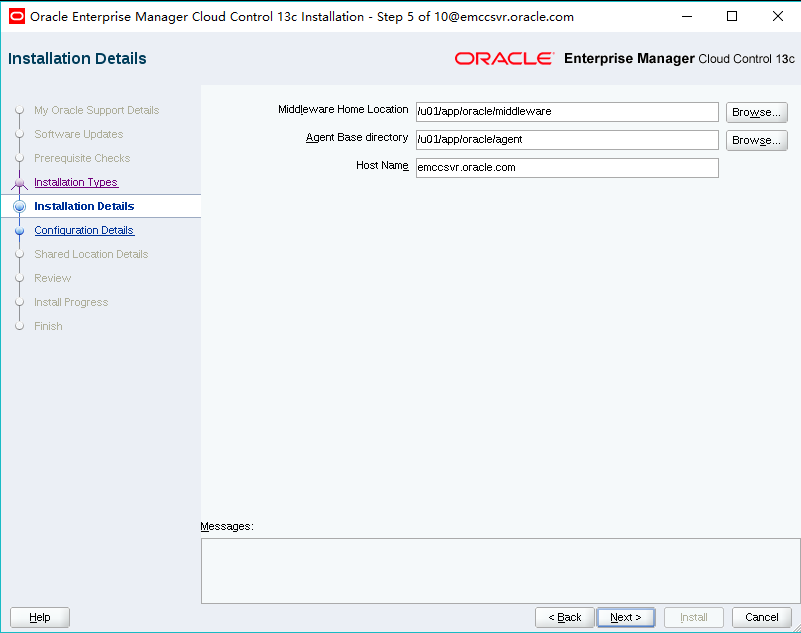 Oracle Enterprise Manager Cloud Control 13c Installation - Step 5 of 10@emccsvr.oracle.com
Installation Details
ORACLE Enterprise Manager Cloud Control 13c
My Oracle Support Details
Software Updates
Prerequisite Checks
Installation Types
Installation Details
Configuration Details
Shared Location Details
Review
Install Progress
Finish
Middleware Home Location /u01/app/oracle/middleware Browse...
Agent Base directory /u01/app/oracle/agent Browse...
Host Name emccsvr.oracle.com
Messages:
Help < Back Next > Install Cancel